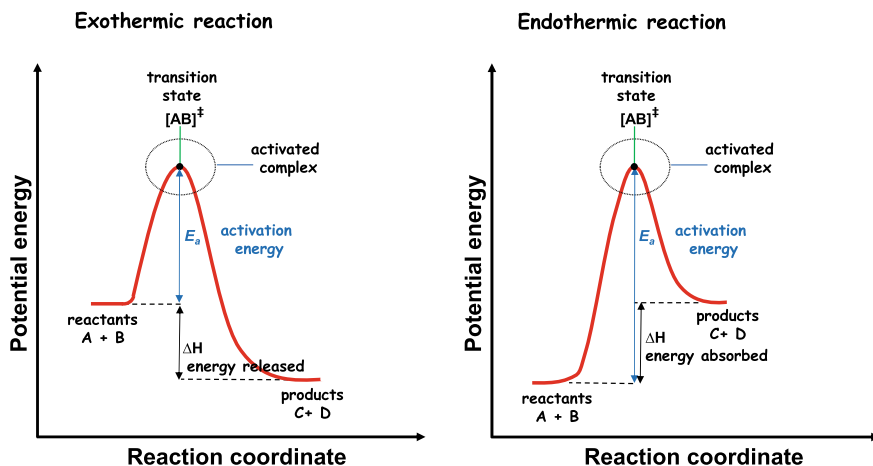 Exothermic reaction
transition
state
[AB]‡
activated
complex
Eₐ
activation
energy
reactants
A + B
ΔH
energy released
products
C+ D
Potential energy
Reaction coordinate
Endothermic reaction
transition
state
[AB]‡
activated
complex
Eₐ
activation
energy
products
C+ D
ΔH
energy absorbed
reactants
A + B
Potential energy
Reaction coordinate